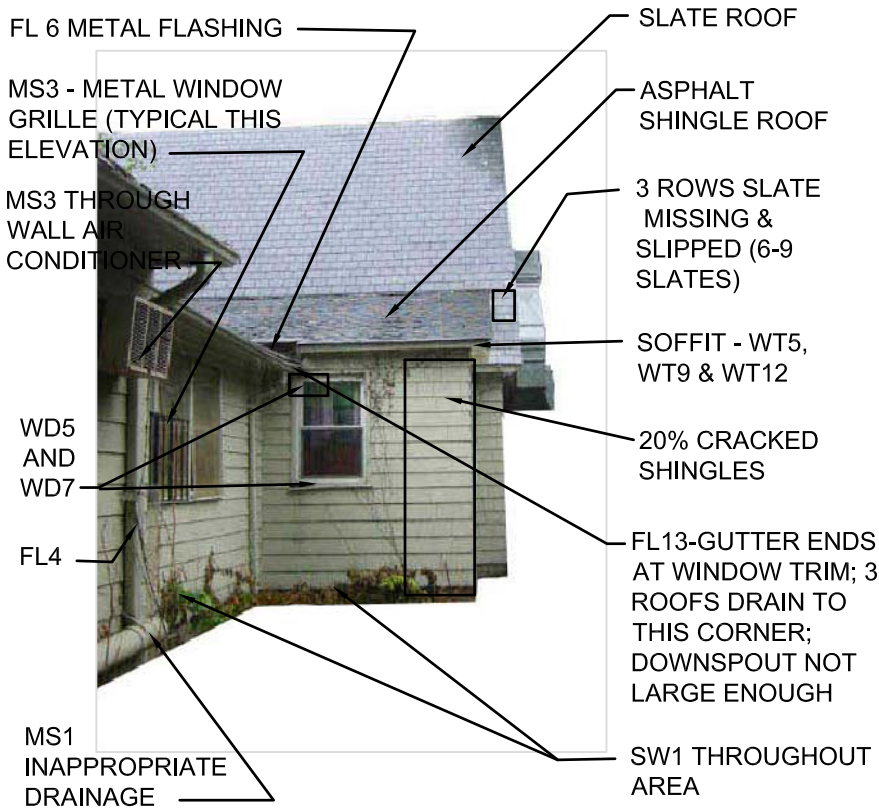 FL 6 METAL FLASHING
MS3 - METAL WINDOW
GRILLE (TYPICAL THIS
ELEVATION)
MS3 THROUGH
WALL AIR
CONDITIONER
WD5
AND
WD7
FL4
MS1
INAPPROPRIATE
DRAINAGE
SLATE ROOF
ASPHALT
SHINGLE ROOF
3 ROWS SLATE
MISSING &
SLIPPED (6-9
SLATES)
SOFFIT - WT5,
WT9 & WT12
20% CRACKED
SHINGLES
FL13-GUTTER ENDS
AT WINDOW TRIM; 3
ROOFS DRAIN TO
THIS CORNER;
DOWNSPOUT NOT
LARGE ENOUGH
SW1 THROUGHOUT
AREA